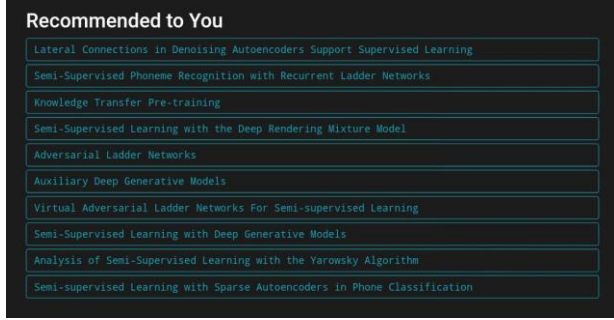 Recommended to You
Lateral Connections in Denoising Autoencoders Support Supervised Learning
Semi-Supervised Phoneme Recognition with Recurrent Ladder Networks
Knowledge Transfer Pre-training
Semi-Supervised Learning with the Deep Rendering Mixture Model
Adversarial Ladder Networks
Auxiliary Deep Generative Models
Virtual Adversarial Ladder Networks For Semi-supervised Learning
Semi-Supervised Learning with Deep Generative Models
Analysis of Semi-Supervised Learning with the Yarowsky Algorithm
Semi-supervised Learning with Sparse Autoencoders in Phone Classification